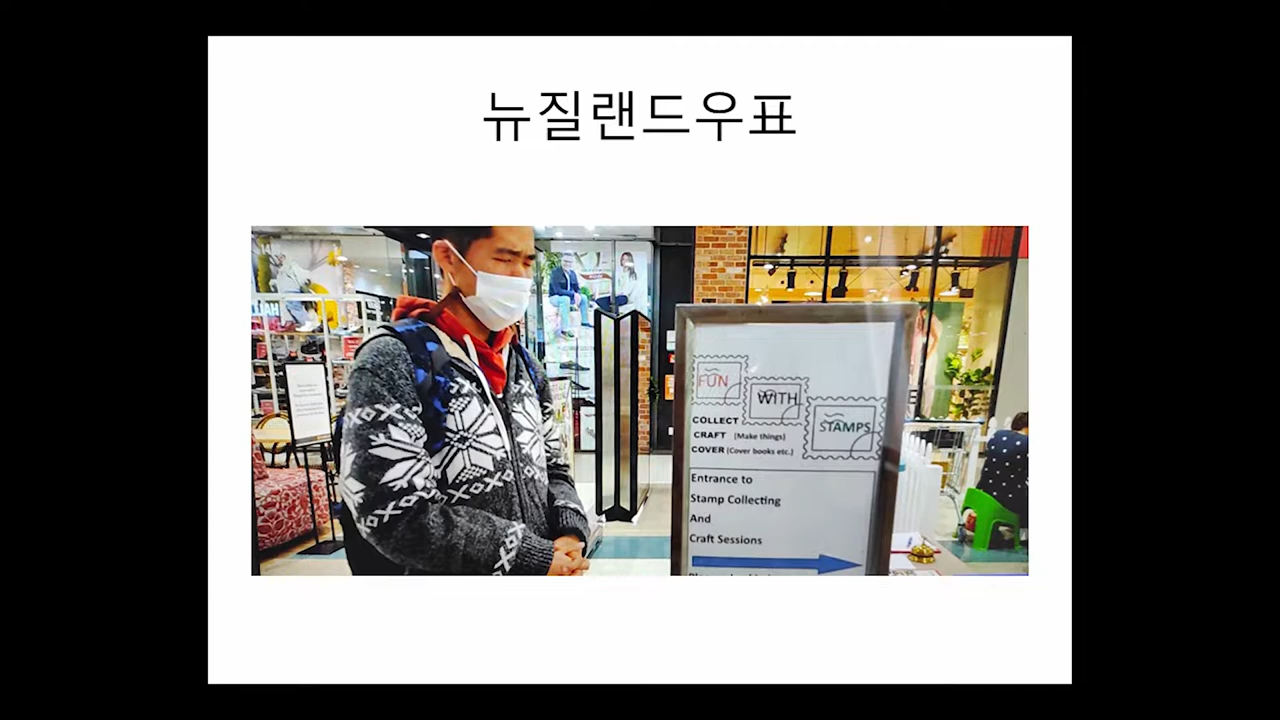 뉴질랜드우표
FUN
WITH
STAMPS
COLLECT
CRAFT (Make things)
COVER (Cover books etc.)
Entrance to
Stamp Collecting
And
Craft Sessions